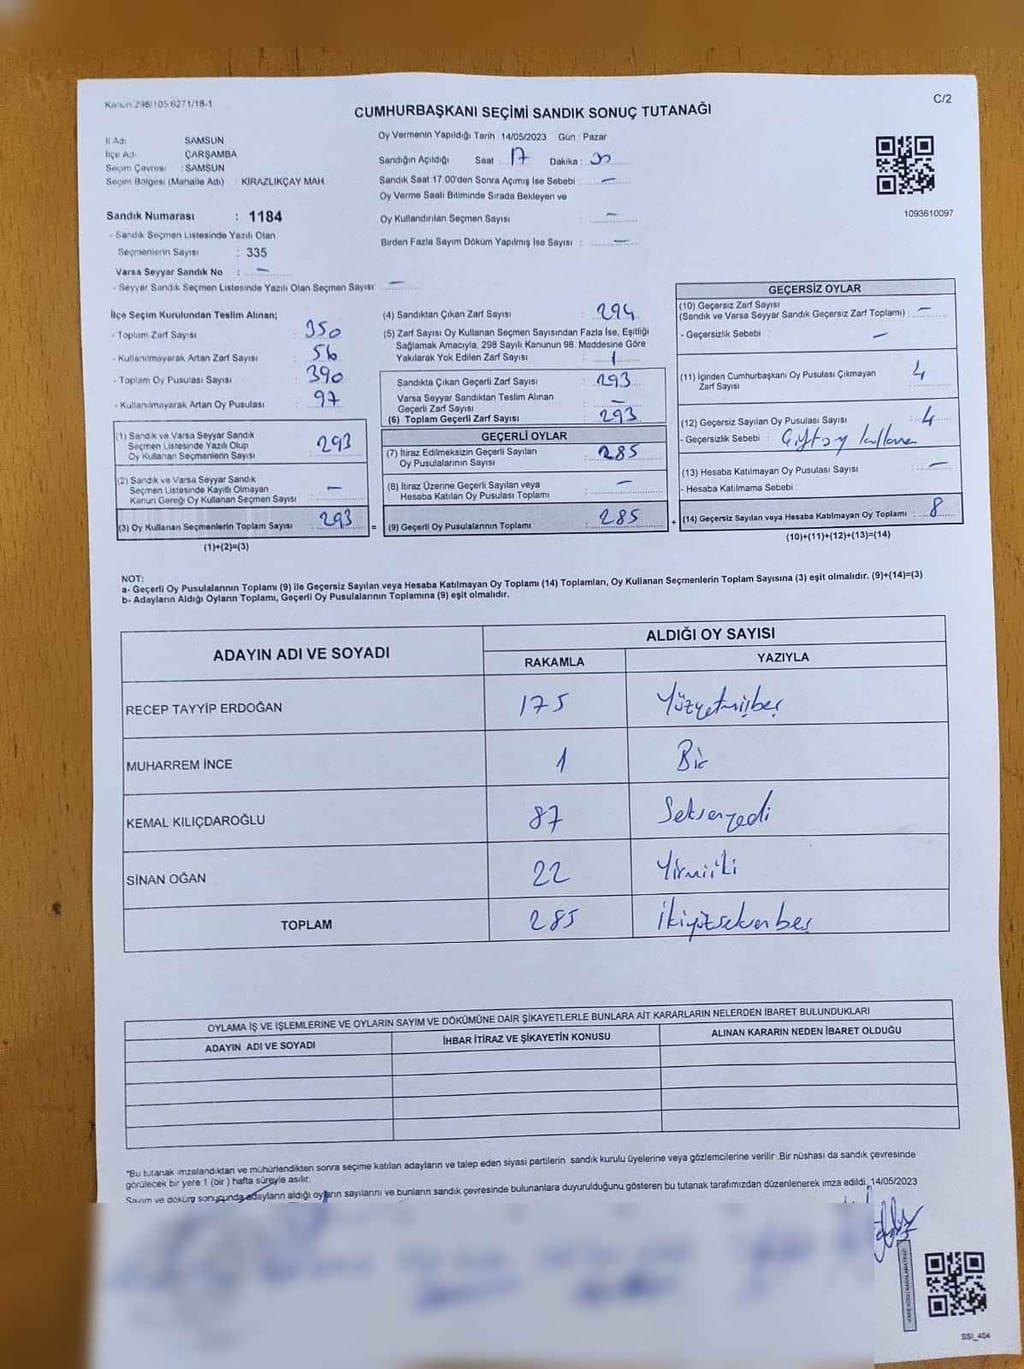 Kanun 298/105 6271/18-1
C/2
CUMHURBAŞKANI SEÇİMİ SANDIK SONUÇ TUTANAĞI
İl Adı: SAMSUN
İlçe Adı: ÇARŞAMBA
Seçim Çevresi : SAMSUN
Seçim Bölgesi (Mahalle Adı) : KIRAZLIKÇAY MAH
Sandık Numarası : 1184
- Sandık Seçmen Listesinde Yazılı Olan
Seçmenlerin Sayısı : 335
Varsa Seyyar Sandık No : -
- Seyyar Sandık Seçmen Listesinde Yazılı Olan Seçmen Sayısı: -
Oy Vermenin Yapıldığı Tarih : 14/05/2023 Gün : Pazar
Sandığın Açıldığı Saat : 17 Dakika :
Sandık Saat 17:00'den Sonra Açılmış İse Sebebi : -
Oy Verme Saati Bitiminde Sırada Bekleyen ve
Oy Kullandırılan Seçmen Sayısı : -
Birden Fazla Sayım Döküm Yapılmış İse Sayısı : -
1093610097
İlçe Seçim Kurulundan Teslim Alınan;
- Toplam Zarf Sayısı : 350
- Kullanılmayarak Artan Zarf Sayısı : 56
- Toplam Oy Pusulası Sayısı : 390
- Kullanılmayarak Artan Oy Pusulası : 97
(1) Sandık ve Varsa Seyyar Sandık
Seçmen Listesinde Yazılı Olup
Oy Kullanan Seçmenlerin Sayısı : 293
(2) Sandık ve Varsa Seyyar Sandık
Seçmen Listesinde Kayıtlı Olmayan
Kanun Gereği Oy Kullanan Seçmen Sayısı : -
(3) Oy Kullanan Seçmenlerin Toplam Sayısı : 293
(1)+(2)=(3)
(4) Sandıktan Çıkan Zarf Sayısı : 294
(5) Zarf Sayısı Oy Kullanan Seçmen Sayısından Fazla İse, Eşitliği
Sağlamak Amacıyla, 298 Sayılı Kanunun 98. Maddesine Göre
Yakılarak Yok Edilen Zarf Sayısı : 1
Sandıkta Çıkan Geçerli Zarf Sayısı : 293
Varsa Seyyar Sandıktan Teslim Alınan
Geçerli Zarf Sayısı : -
(6) Toplam Geçerli Zarf Sayısı : 293
GEÇERLİ OYLAR
(7) İtiraz Edilmeksizin Geçerli Sayılan
Oy Pusulalarının Sayısı : 285
(8) İtiraz Üzerine Geçerli Sayılan veya
Hesaba Katılan Oy Pusulası Toplamı : -
= (9) Geçerli Oy Pusulalarının Toplamı : 285
GEÇERSİZ OYLAR
(10) Geçersiz Zarf Sayısı
(Sandık ve Varsa Seyyar Sandık Geçersiz Zarf Toplamı) : -
- Geçersizlik Sebebi : -
(11) İçinden Cumhurbaşkanı Oy Pusulası Çıkmayan
Zarf Sayısı : 4
(12) Geçersiz Sayılan Oy Pusulası Sayısı : 4
- Geçersizlik Sebebi : Çift oy kullanma
(13) Hesaba Katılmayan Oy Pusulası Sayısı : -
- Hesaba Katılmama Sebebi :
+ (14) Geçersiz Sayılan veya Hesaba Katılmayan Oy Toplamı : 8
(10)+(11)+(12)+(13)=(14)
NOT:
a- Geçerli Oy Pusulalarının Toplamı (9) ile Geçersiz Sayılan veya Hesaba Katılmayan Oy Toplamı (14) Toplamları, Oy Kullanan Seçmenlerin Toplam Sayısına (3) eşit olmalıdır. (9)+(14)=(3)
b- Adayların Aldığı Oyların Toplamı, Geçerli Oy Pusulalarının Toplamına (9) eşit olmalıdır.
ADAYIN ADI VE SOYADI
ALDIĞI OY SAYISI
RAKAMLA YAZIYLA
RECEP TAYYİP ERDOĞAN 175 Yüzyetmişbeş
MUHARREM İNCE 1 Bir
KEMAL KILIÇDAROĞLU 87 Seksenyedi
SİNAN OĞAN 22 Yirmiiki
TOPLAM 285 İkiyüzseksenbeş
OYLAMA İŞ VE İŞLEMLERİNE VE OYLARIN SAYIM VE DÖKÜMÜNE DAİR ŞİKAYETLERLE BUNLARA AİT KARARLARIN NELERDEN İBARET BULUNDUKLARI
ADAYIN ADI VE SOYADI İHBAR İTİRAZ VE ŞİKAYETİN KONUSU ALINAN KARARIN NEDEN İBARET OLDUĞU
"Bu tutanak imzalandıktan ve mühürlendikten sonra seçime katılan adayların ve talep eden siyasi partilerin sandık kurulu üyelerine veya gözlemcilerine verilir. Bir nüshası da sandık çevresinde
görülecek bir yere 1 (bir) hafta süreyle asılır.
Sayım ve döküm sonucunda adayların aldığı oyların sayılarını ve bunların sandık çevresinde bulunanlara duyurulduğunu gösteren bu tutanak tarafımızdan düzenlenerek imza edildi. 14/05/2023
SSI_404